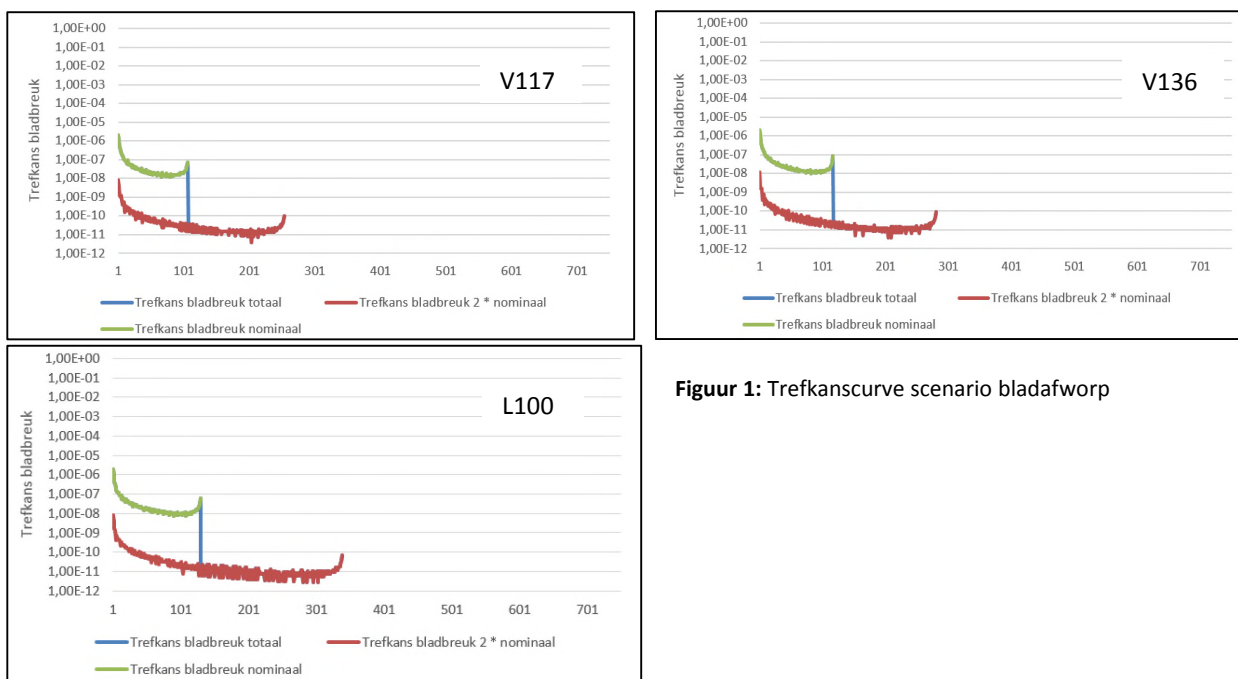 1,00E+00
1,00E-01
1,00E-02
1,00E-03
1,00E-04
1,00E-05
1,00E-06
1,00E-07
1,00E-08
1,00E-09
1,00E-10
1,00E-11
1,00E-12
Trefkans bladbreuk
V117
1 101 201 301 401 501 601 701
Trefkans bladbreuk totaal Trefkans bladbreuk 2 * nominaal
Trefkans bladbreuk nominaal
1,00E+00
1,00E-01
1,00E-02
1,00E-03
1,00E-04
1,00E-05
1,00E-06
1,00E-07
1,00E-08
1,00E-09
1,00E-10
1,00E-11
1,00E-12
Trefkans bladbreuk
V136
1 101 201 301 401 501 601 701
Trefkans bladbreuk totaal Trefkans bladbreuk 2 * nominaal
Trefkans bladbreuk nominaal
1,00E+00
1,00E-01
1,00E-02
1,00E-03
1,00E-04
1,00E-05
1,00E-06
1,00E-07
1,00E-08
1,00E-09
1,00E-10
1,00E-11
1,00E-12
Trefkans bladbreuk
L100
1 101 201 301 401 501 601 701
Trefkans bladbreuk totaal Trefkans bladbreuk 2 * nominaal
Trefkans bladbreuk nominaal
Figuur 1: Trefkanscurve scenario bladafworp